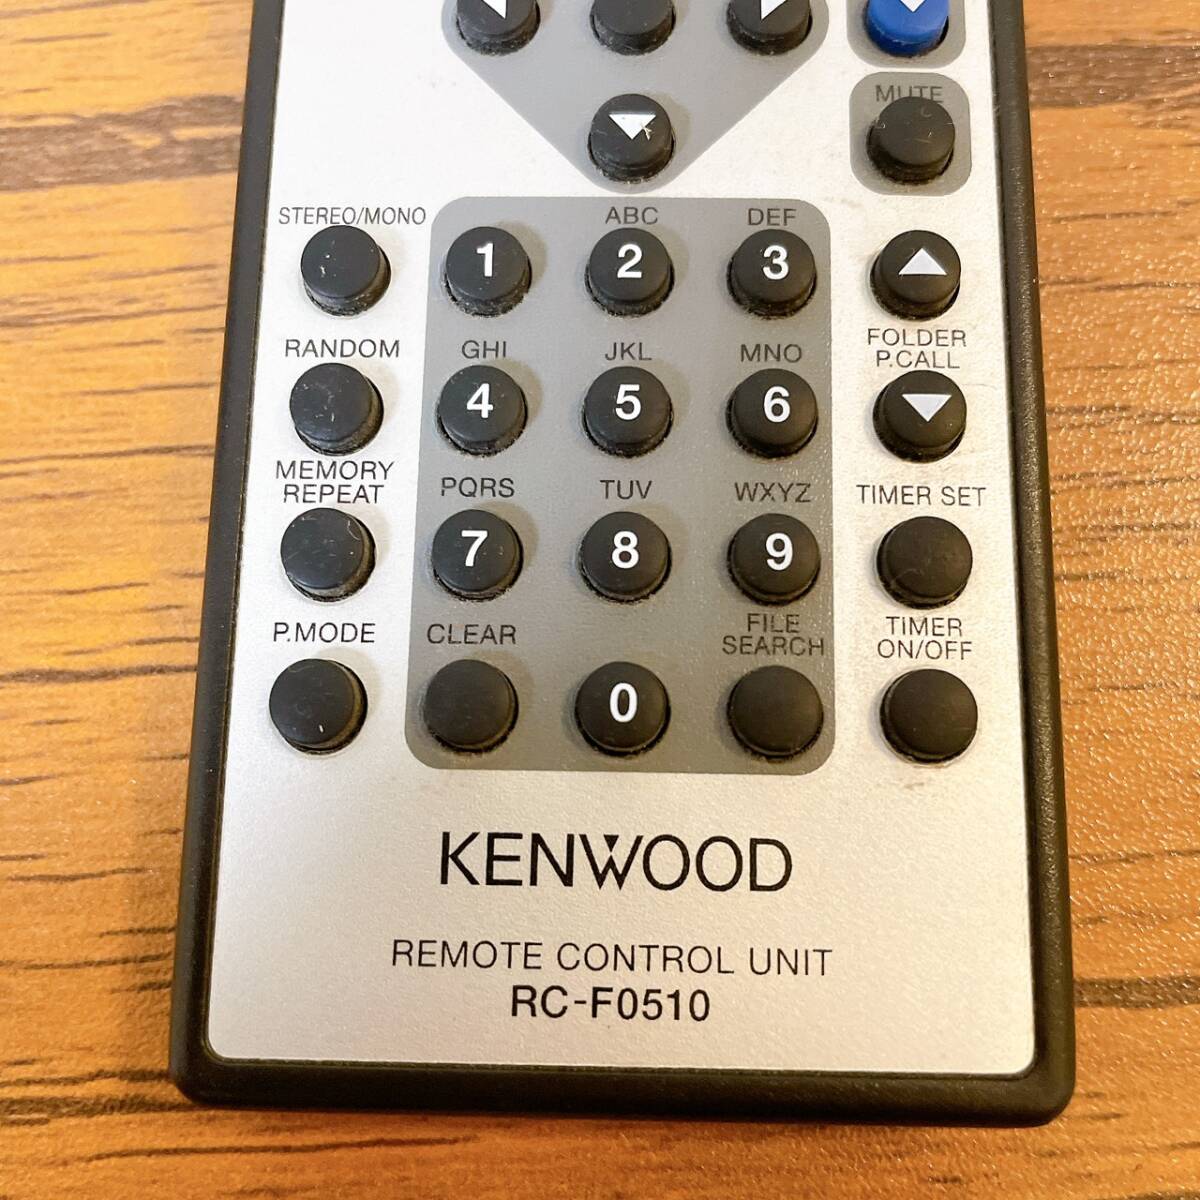 MUTE
STEREO/MONO
ABC
DEF
1
2
3
RANDOM
GHI
JKL
MNO
FOLDER
P.CALL
4
5
6
MEMORY
REPEAT
PQRS
TUV
WXYZ
TIMER SET
7
8
9
P.MODE
CLEAR
FILE
SEARCH
TIMER
ON/OFF
0
KENWOOD
REMOTE CONTROL UNIT
RC-F0510